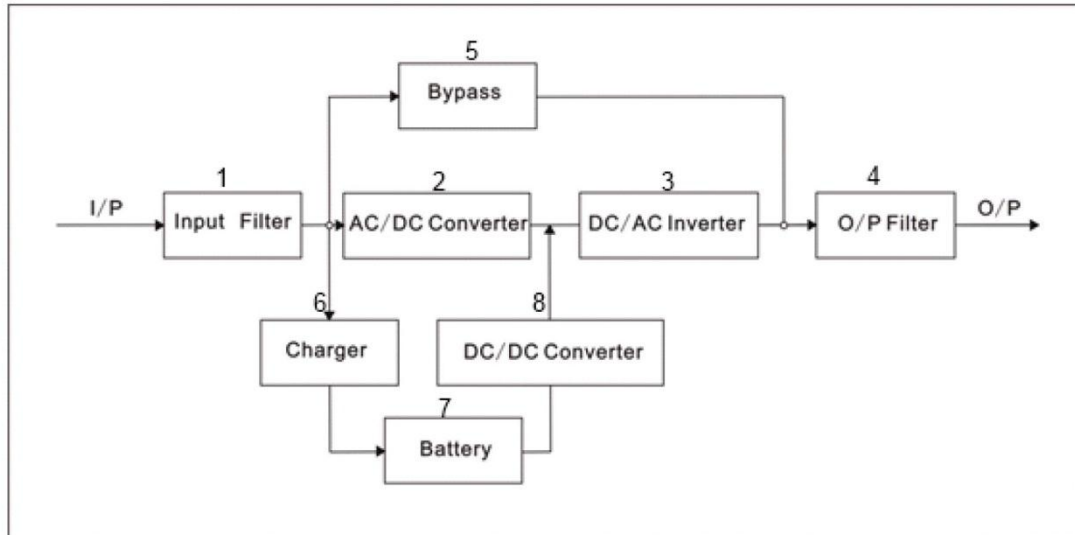 5
Bypass
1
2
3
4
I/P
Input Filter
AC/DC Converter
DC/AC Inverter
O/P Filter
O/P
6
8
Charger
DC/DC Converter
7
Battery